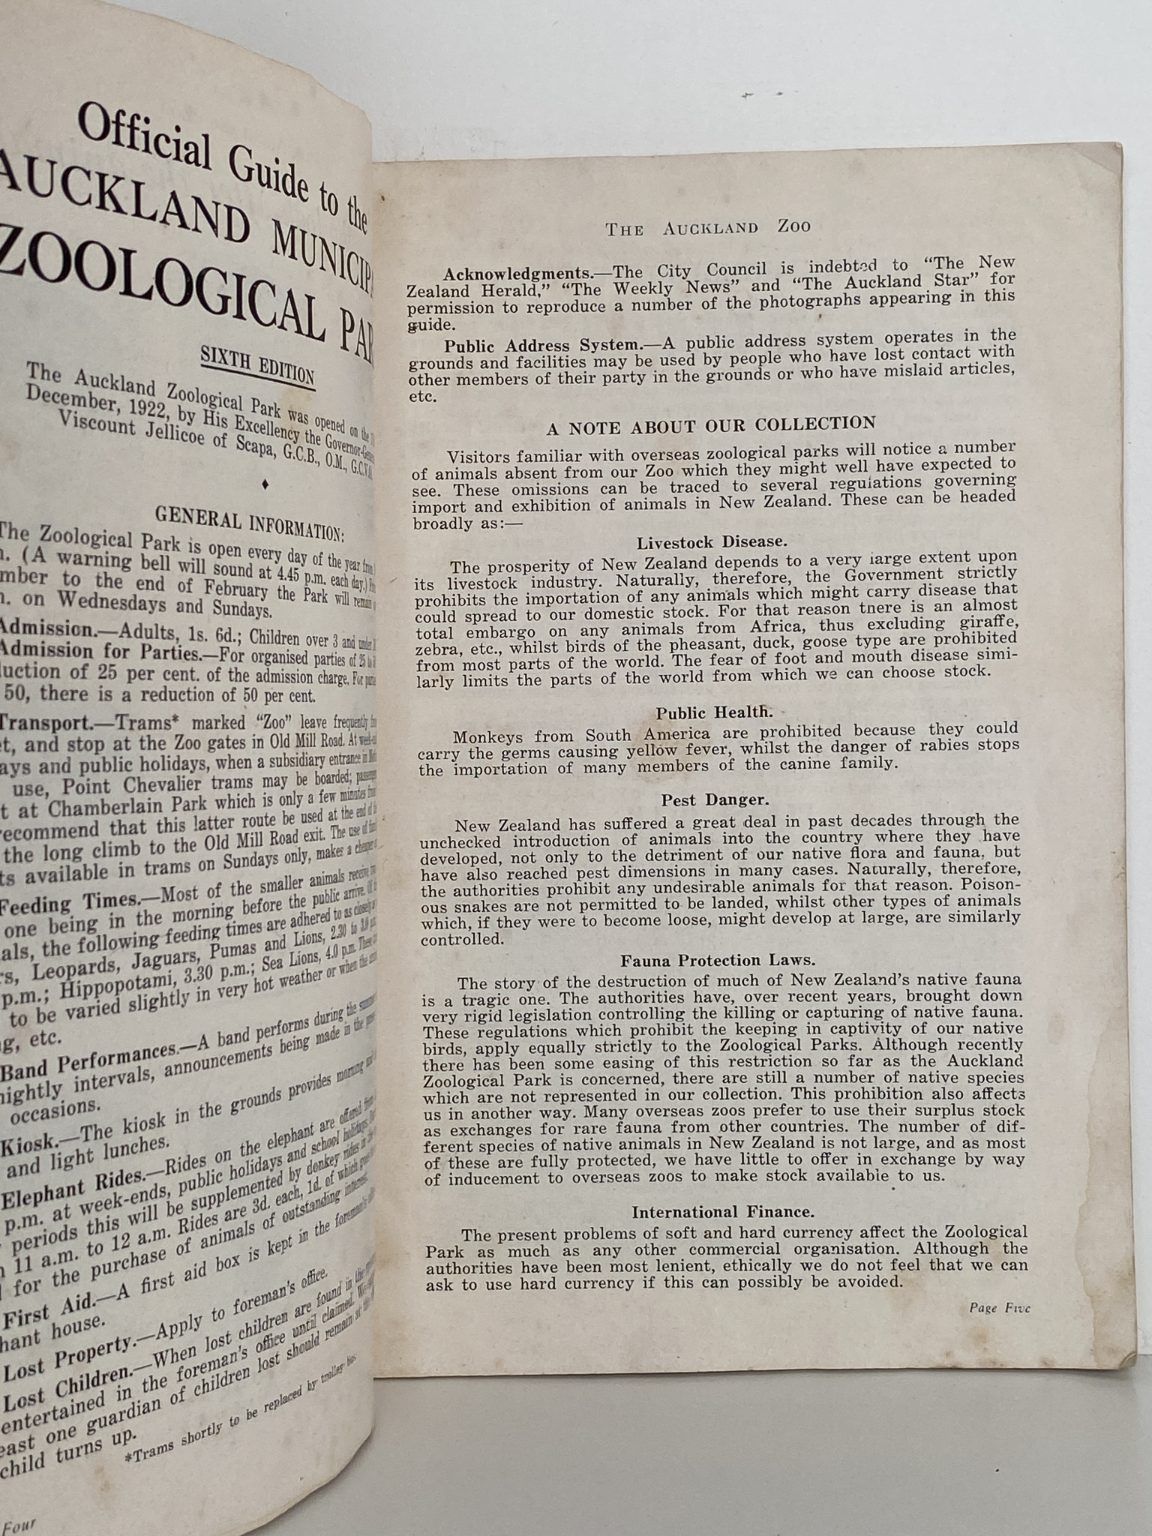 Official Guide to the
AUCKLAND
ZOOLOGICAL
SIXTH EDITION
The Auckland Zoological Park was opened on the
December, 1922, by His Excellency the
Viscount Jellicoe of Scapa, G.C.B., O.M.,
GENERAL INFORMATION:
The Zoological Park is open every day of the year
(A warning bell will sound at 4.45 p.m. each day.)
to the end of February the Park will
on Wednesdays and Sundays.
Admission.—Adults, 1s. 6d.; Children over 3 and
Admission for Parties.—For organised parties of 25
of 25 per cent. of the admission charge. For
50, there is a reduction of 50 per cent.
Transport.—Trams* marked "Zoo" leave frequently
and stop at the Zoo gates in Old Mill Road. At
and public holidays, when a subsidiary entrance in
use, Point Chevalier trams may be boarded;
at Chamberlain Park which is only a few minutes
recommend that this latter route be used at the end of
the long climb to the Old Mill Road exit. The use of
available in trams on Sundays only, makes a
Feeding Times.—Most of the smaller animals receive
one being in the morning before the public arrive.
the following feeding times are adhered to as closely
Leopards, Jaguars, Pumas and Lions, 2.30 to
p.m.; Hippopotami, 3.30 p.m.; Sea Lions, 4.0 p.m. These
to be varied slightly in very hot weather or when the
etc.
Band Performances.—A band performs during the
intervals, announcements being made in the
occasions.
Kiosk.—The kiosk in the grounds provides morning
and light lunches.
Elephant Rides.—Rides on the elephant are offered
p.m. at week-ends, public holidays and school holidays.
periods this will be supplemented by donkey rides
11 a.m. to 12 a.m. Rides are 3d. each, 1d. of which
for the purchase of animals of outstanding
First Aid.—A first aid box is kept in the foreman's
house.
Lost Property.—Apply to foreman's office.
Lost Children.—When lost children are found in the
entertained in the foreman's office until claimed.
one guardian of children lost should remain at
child turns up.
*Trams shortly to be replaced by trolley
Four
THE AUCKLAND ZOO
Acknowledgments.—The City Council is indebted to "The New
Zealand Herald," "The Weekly News" and "The Auckland Star" for
permission to reproduce a number of the photographs appearing in this
guide.
Public Address System.—A public address system operates in the
grounds and facilities may be used by people who have lost contact with
other members of their party in the grounds or who have mislaid articles,
etc.
A NOTE ABOUT OUR COLLECTION
Visitors familiar with overseas zoological parks will notice a number
of animals absent from our Zoo which they might well have expected to
see. These omissions can be traced to several regulations governing
import and exhibition of animals in New Zealand. These can be headed
broadly as:—
Livestock Disease.
The prosperity of New Zealand depends to a very large extent upon
its livestock industry. Naturally, therefore, the Government strictly
prohibits the importation of any animals which might carry disease that
could spread to our domestic stock. For that reason there is an almost
total embargo on any animals from Africa, thus excluding giraffe,
zebra, etc., whilst birds of the pheasant, duck, goose type are prohibited
from most parts of the world. The fear of foot and mouth disease simi-
larly limits the parts of the world from which we can choose stock.
Public Health.
Monkeys from South America are prohibited because they could
carry the germs causing yellow fever, whilst the danger of rabies stops
the importation of many members of the canine family.
Pest Danger.
New Zealand has suffered a great deal in past decades through the
unchecked introduction of animals into the country where they have
developed, not only to the detriment of our native flora and fauna, but
have also reached pest dimensions in many cases. Naturally, therefore,
the authorities prohibit any undesirable animals for that reason. Poison-
ous snakes are not permitted to be landed, whilst other types of animals
which, if they were to become loose, might develop at large, are similarly
controlled.
Fauna Protection Laws.
The story of the destruction of much of New Zealand's native fauna
is a tragic one. The authorities have, over recent years, brought down
very rigid legislation controlling the killing or capturing of native fauna.
These regulations which prohibit the keeping in captivity of our native
birds, apply equally strictly to the Zoological Parks. Although recently
there has been some easing of this restriction so far as the Auckland
Zoological Park is concerned, there are still a number of native species
which are not represented in our collection. This prohibition also affects
us in another way. Many overseas zoos prefer to use their surplus stock
as exchanges for rare fauna from other countries. The number of dif-
ferent species of native animals in New Zealand is not large, and as most
of these are fully protected, we have little to offer in exchange by way
of inducement to overseas zoos to make stock available to us.
International Finance.
The present problems of soft and hard currency affect the Zoological
Park as much as any other commercial organisation. Although the
authorities have been most lenient, ethically we do not feel that we can
ask to use hard currency if this can possibly be avoided.
Page Five